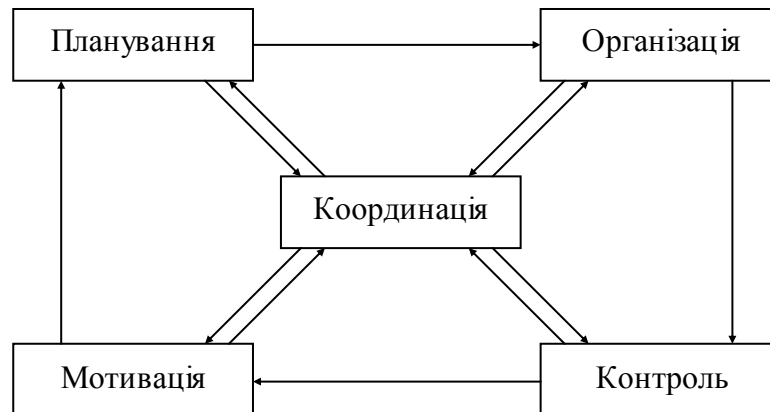 Планування
Організація
Координація
Мотивація
Контроль